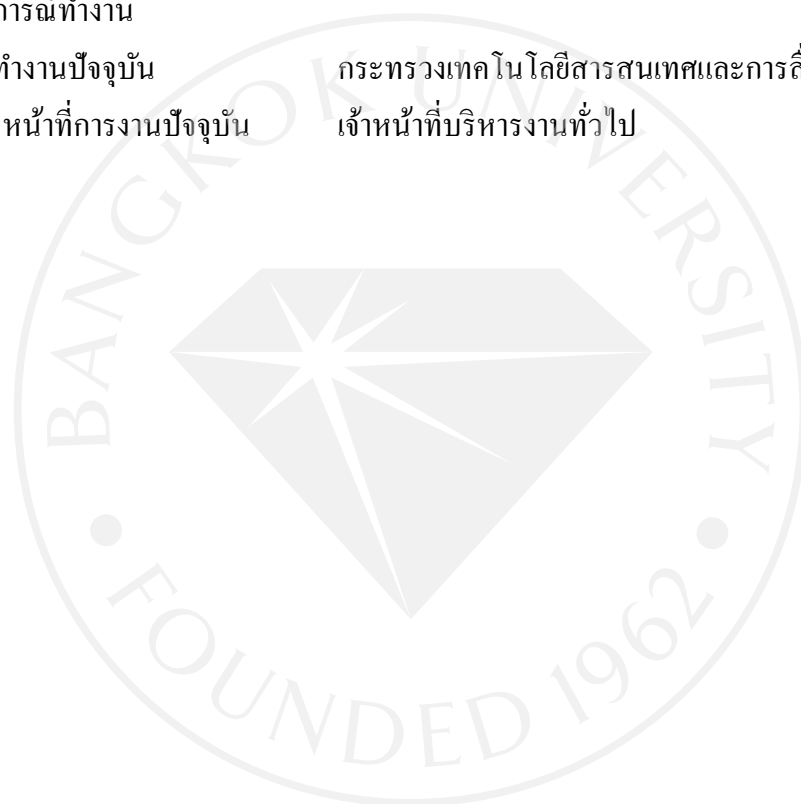 การณ์ทำงาน
ทำงานปัจจุบัน กระทรวงเทคโนโลยีสารสนเทศและการสื่
หน้าที่การงานปัจจุบัน เจ้าหน้าที่บริหารงานทั่วไป
BANGKOK UNIVERSITY
FOUNDED 1962